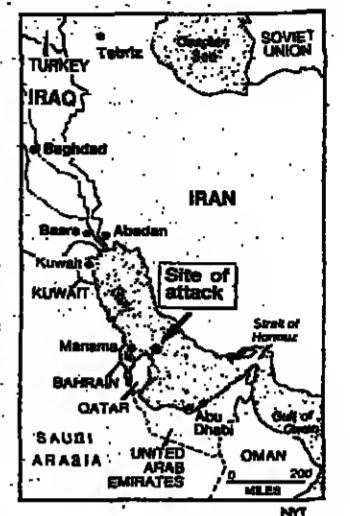 Tabriz
Caspian
Sea
SOVIET
UNION
TURKEY
IRAQ
Baghdad
IRAN
Basra
Abadan
Kuwait
KUWAIT
Site of
attack
Strait of
Hormuz
Manama
BAHRAIN
QATAR
Abu
Dhabi
Gulf of
Oman
SAUDI
ARABIA
UNITED
ARAB
EMIRATES
OMAN
0 200
MILES
NYT